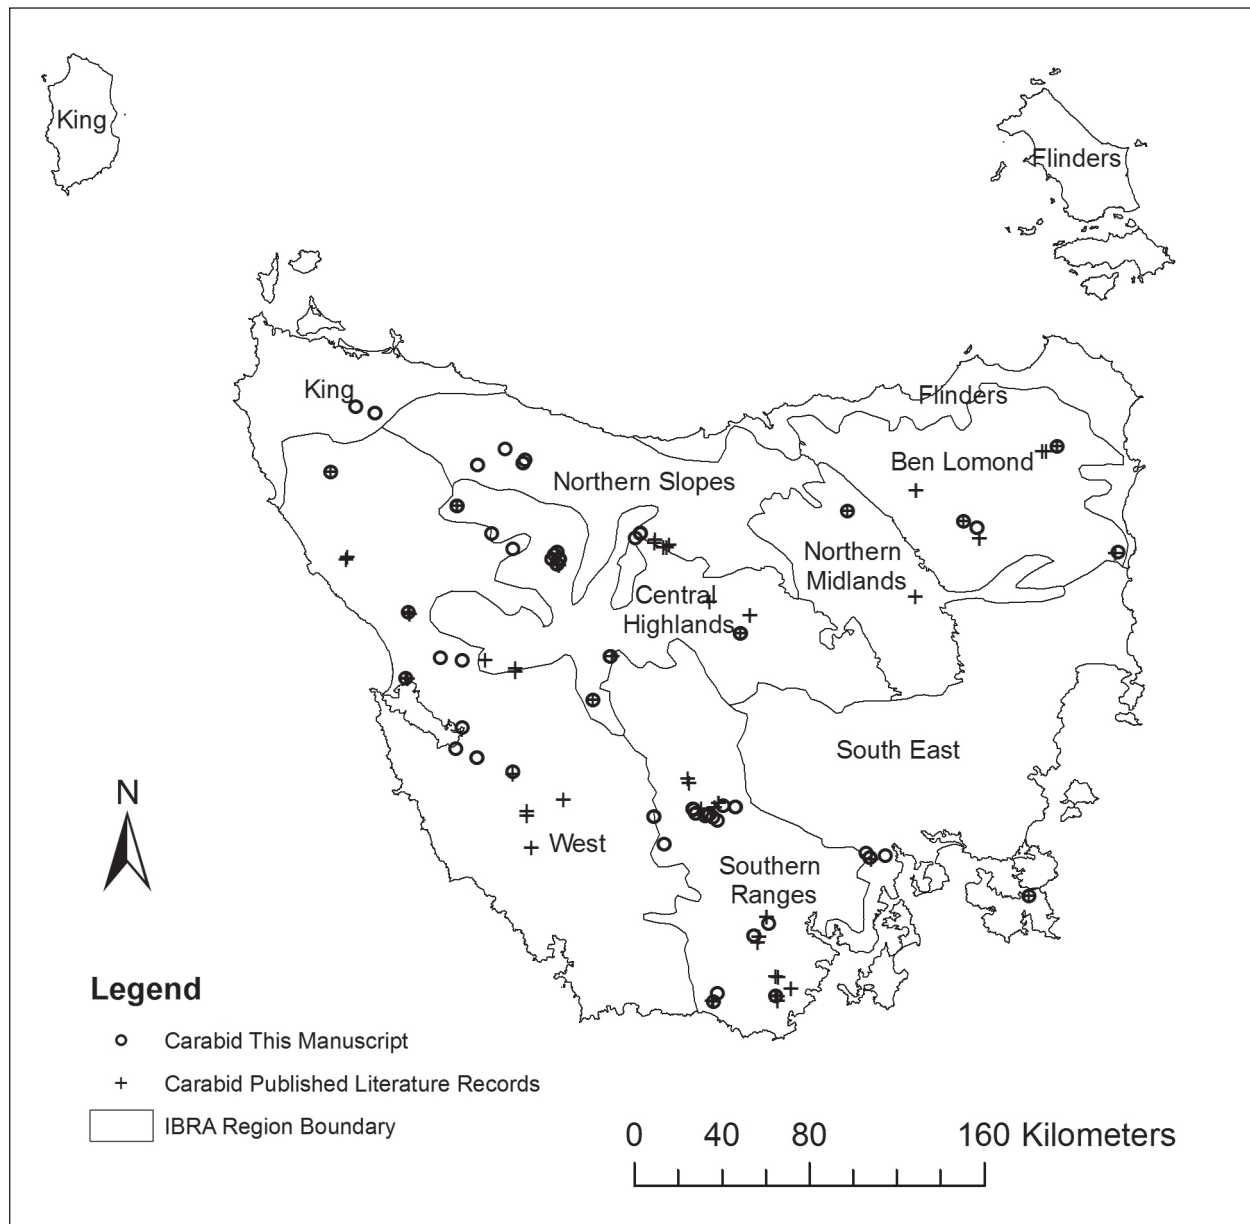 King
Flinders
King
Flinders
Ben Lomond
Northern Slopes
Northern
Midlands
Central
Highlands
South East
N
West
Southern
Ranges
Legend
Carabid This Manuscript
Carabid Published Literature Records
IBRA Region Boundary
0 40 80 160 Kilometers